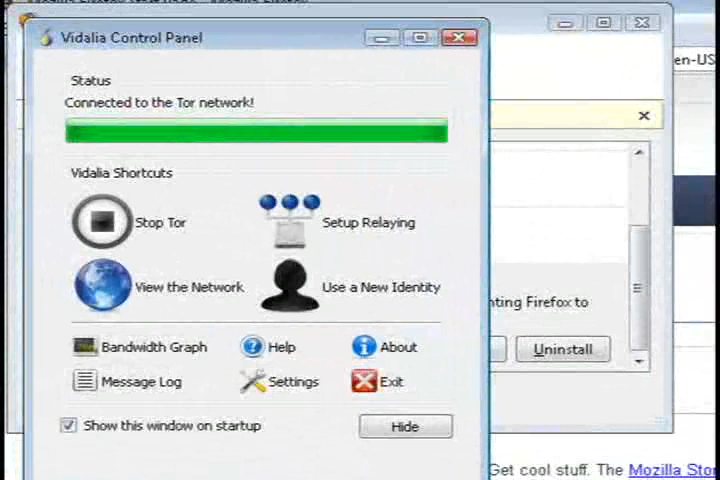 Vidalia Control Panel
en-US
Status
Connected to the Tor network!
Vidalia Shortcuts
Stop Tor
Setup Relaying
View the Network
Use a New Identity
nting Firefox to
Bandwidth Graph
Help
About
Uninstall
Message Log
Settings
Exit
Show this window on startup
Hide
Get cool stuff. The Mozilla Stor